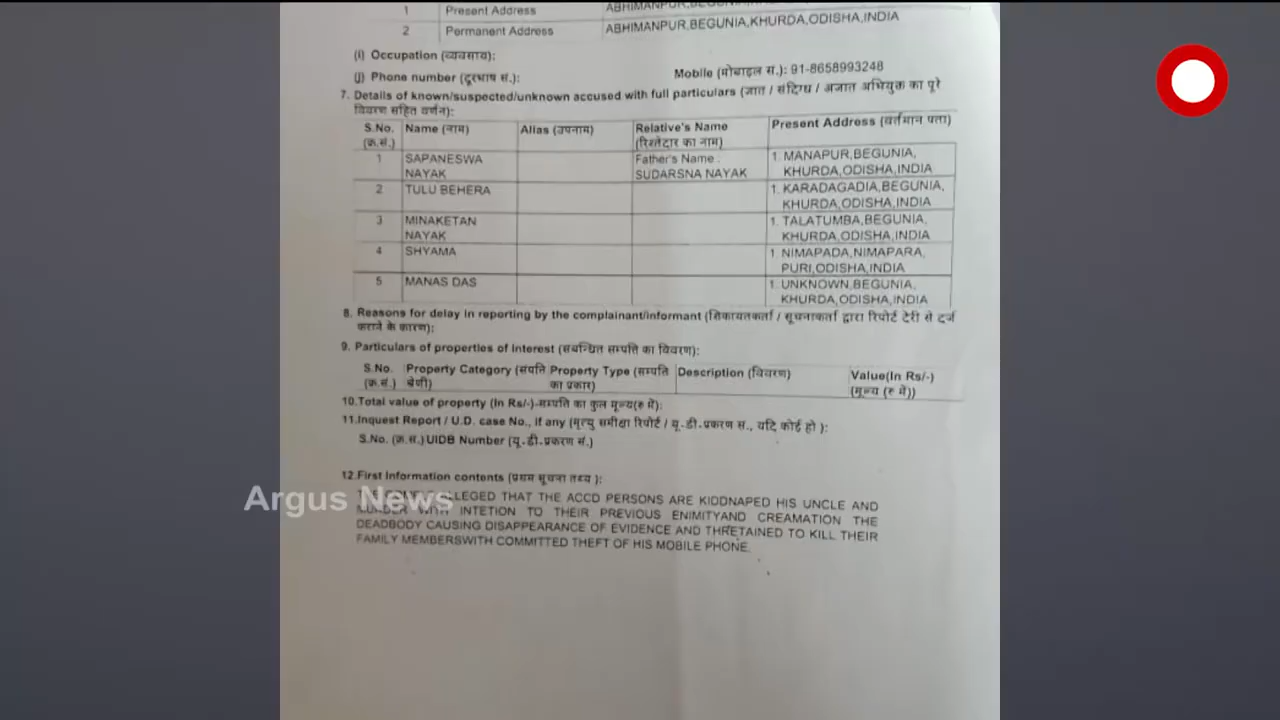 1 Present Address ABHIMANPUR,BEGUNIA,
2 Permanent Address ABHIMANPUR,BEGUNIA,KHURDA,ODISHA,INDIA
(i) Occupation (व्यवसाय):
(j) Phone number (दूरभाष सं.): Mobile (मोबाइल स.): 91-8658993248
7. Details of known/suspected/unknown accused with full particulars (ज्ञात / संदिग्ध / अज्ञात अभियुक्त का पूरे
विवरण सहित वर्णन):
S.No. Name (नाम) Alias (उपनाम) Relative's Name Present Address (वर्तमान पता)
(क्र.सं.) (रिश्तेदार का नाम)
1 SAPANESWA Father's Name : 1. MANAPUR,BEGUNIA,
NAYAK SUDARSNA NAYAK KHURDA,ODISHA,INDIA
2 TULU BEHERA 1. KARADAGADIA,BEGUNIA,
KHURDA,ODISHA,INDIA
3 MINAKETAN 1. TALATUMBA,BEGUNIA,
NAYAK KHURDA,ODISHA,INDIA
4 SHYAMA 1. NIMAPADA,NIMAPARA,
PURI,ODISHA,INDIA
5 MANAS DAS 1. UNKNOWN,BEGUNIA,
KHURDA,ODISHA,INDIA
8. Reasons for delay in reporting by the complainant/informant (शिकायतकर्ता / सूचनाकर्ता द्वारा रिपोर्ट देरी से दर्ज
कराने के कारण):
9. Particulars of properties of interest (संबन्धित सम्पत्ति का विवरण):
S.No. Property Category (संपत्ति Property Type (सम्पत्ति Description (विवरण) Value(In Rs/-)
(क्र.सं.) श्रेणी) का प्रकार) (मूल्य (रु में))
10.Total value of property (In Rs/-)-सम्पत्ति का कुल मूल्य(रु में):
11.Inquest Report / U.D. case No., if any (मृत्यु समीक्षा रिपोर्ट / यू.डी.प्रकरण स., यदि कोई हो ):
S.No. (क्र.सं.) UIDB Number (यू.डी.प्रकरण सं.)
12.First Information contents (प्रथम सूचना तथ्य ):
THAT THE ACCD PERSONS ARE KIDDNAPED HIS UNCLE AND
INTETION TO THEIR PREVIOUS ENIMITYAND CREAMATION THE
DEADBODY CAUSING DISAPPEARANCE OF EVIDENCE AND THRETAINED TO KILL THEIR
FAMILY MEMBERSWITH COMMITTED THEFT OF HIS MOBILE PHONE.
Argus News